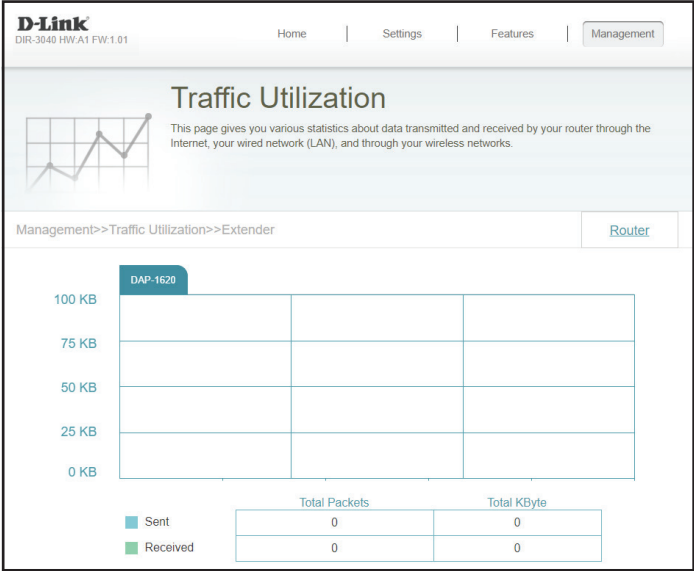 D-Link
DIR-3040 HW:A1 FW:1.01
Home | Settings | Features | Management
Traffic Utilization
This page gives you various statistics about data transmitted and received by your router through the
Internet, your wired network (LAN), and through your wireless networks.
Management>>Traffic Utilization>>Extender
Router
DAP-1620
100 KB
75 KB
50 KB
25 KB
0 KB
Total Packets Total KByte
Sent 0 0
Received 0 0